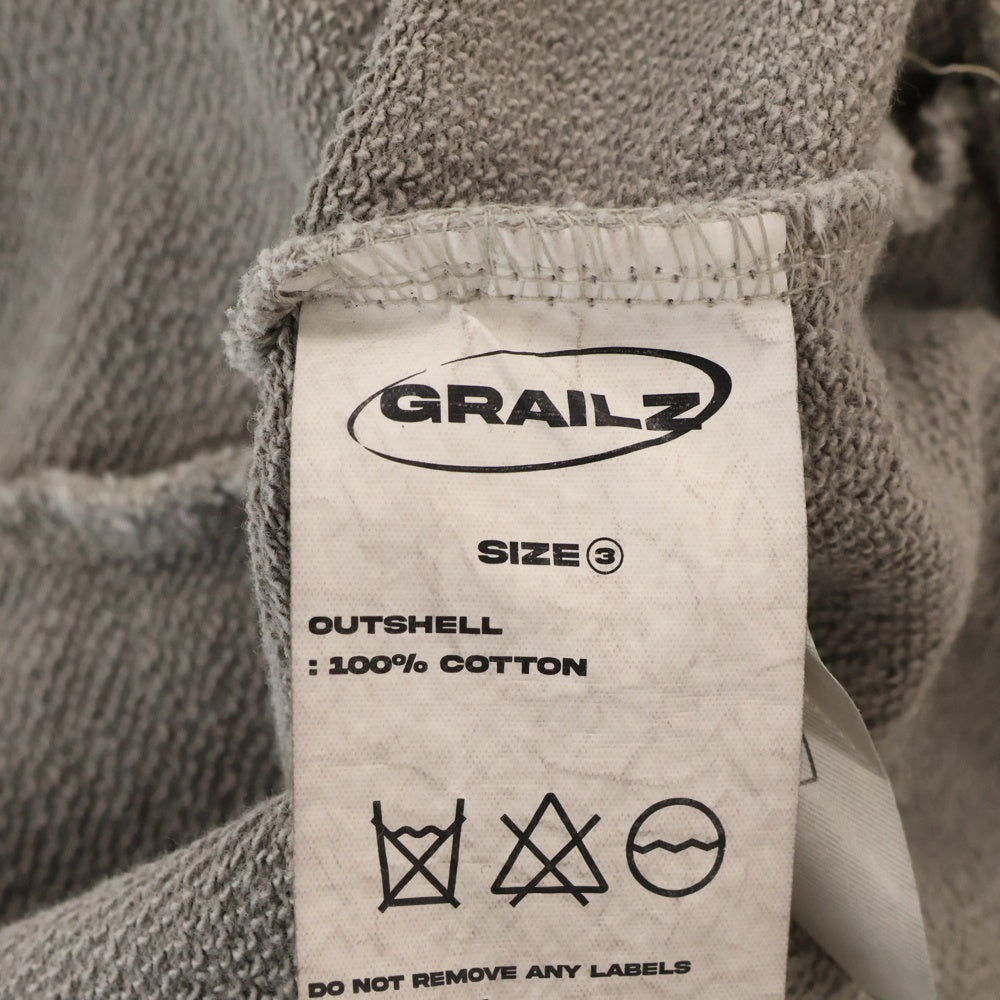 GRAILZ
SIZE 3
OUTSHELL
: 100% COTTON
DO NOT REMOVE ANY LABELS